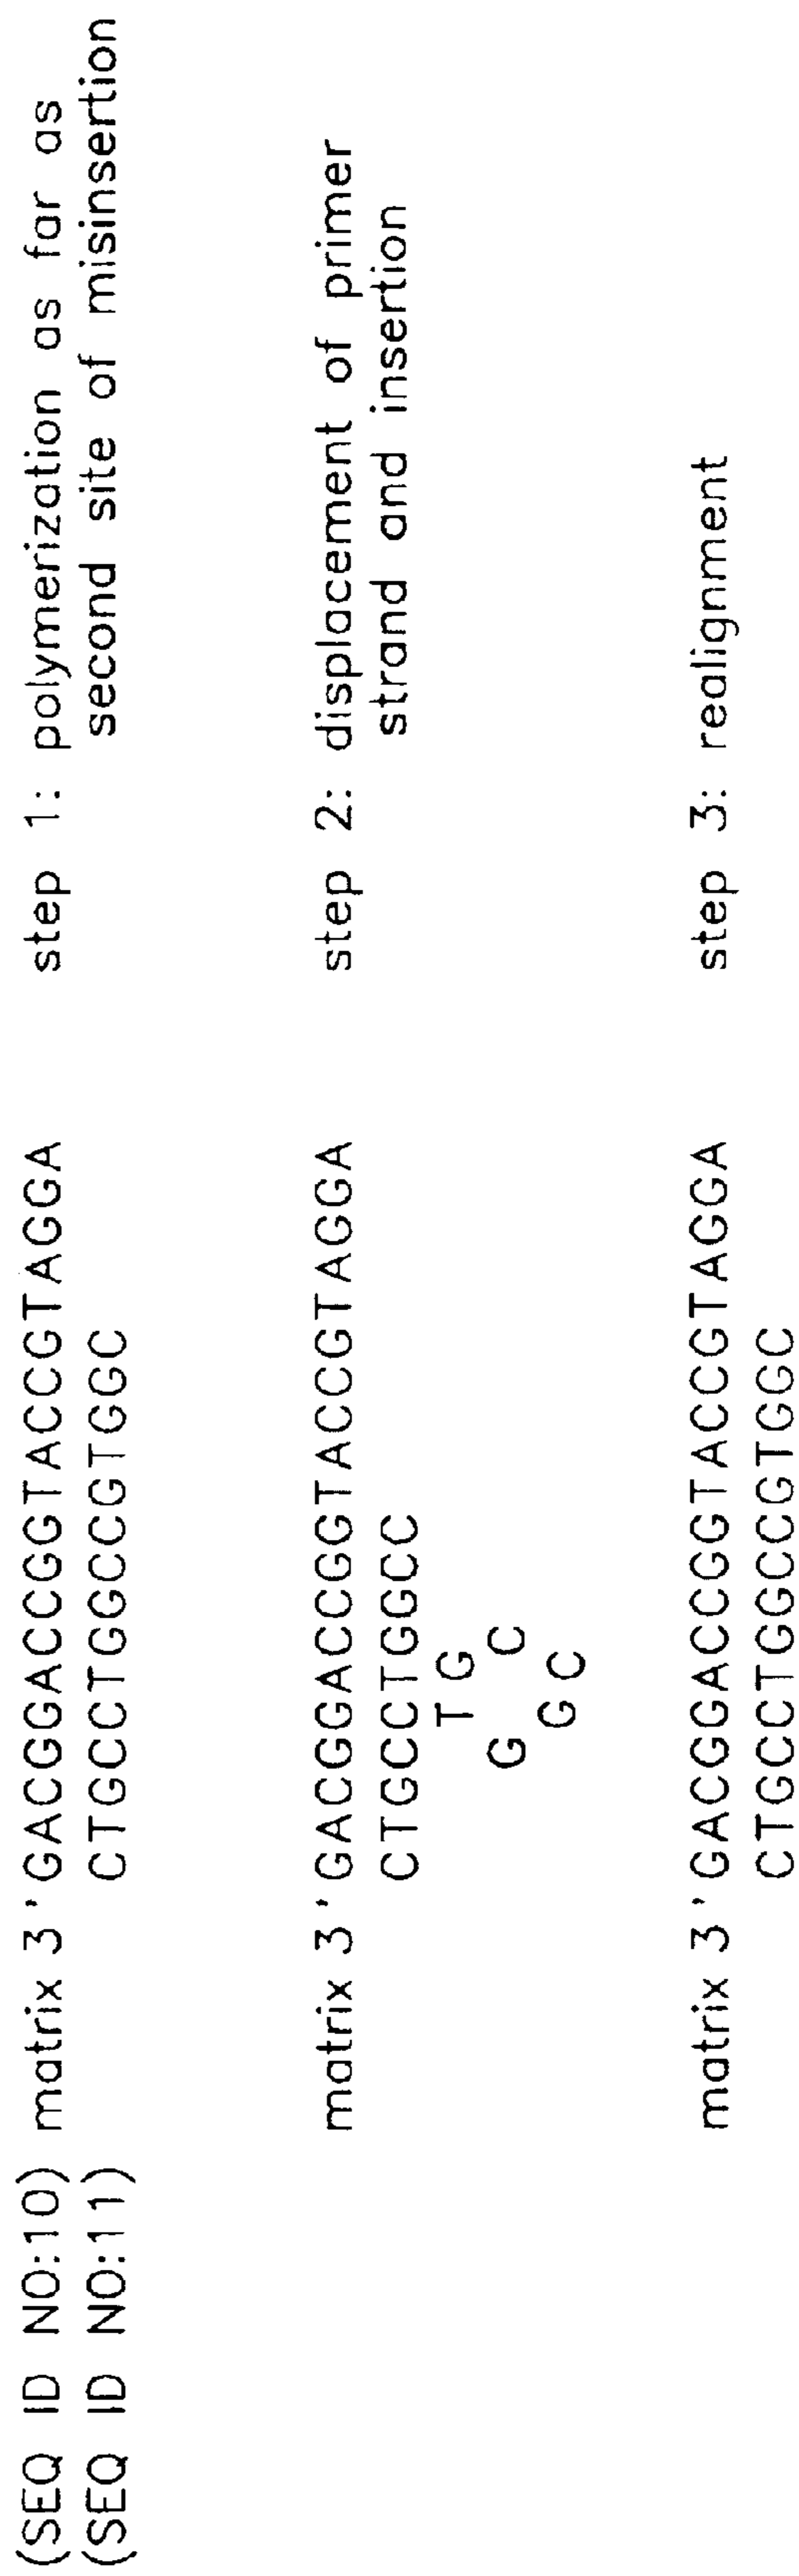 (SEQ ID NO:10) matrix 3'GACGGACCGGTACCGTAGGA step 1: polymerization as far as
(SEQ ID NO:11) CTGCCTGGCCGTGGC second site of misinsertion
matrix 3'GACGGACCGGTACCGTAGGA step 2: displacement of primer
CTGCCTGGCC strand and insertion
T G
G C
G C
matrix 3'GACGGACCGGTACCGTAGGA step 3: realignment
CTGCCTGGCCGTGGC